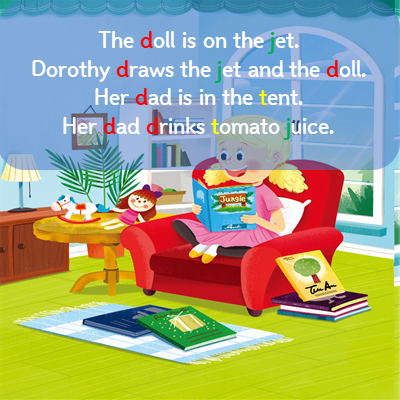 The doll is on the jet.
Dorothy draws the jet and the doll.
Her dad is in the tent.
Her dad drinks tomato juice.
Jungle